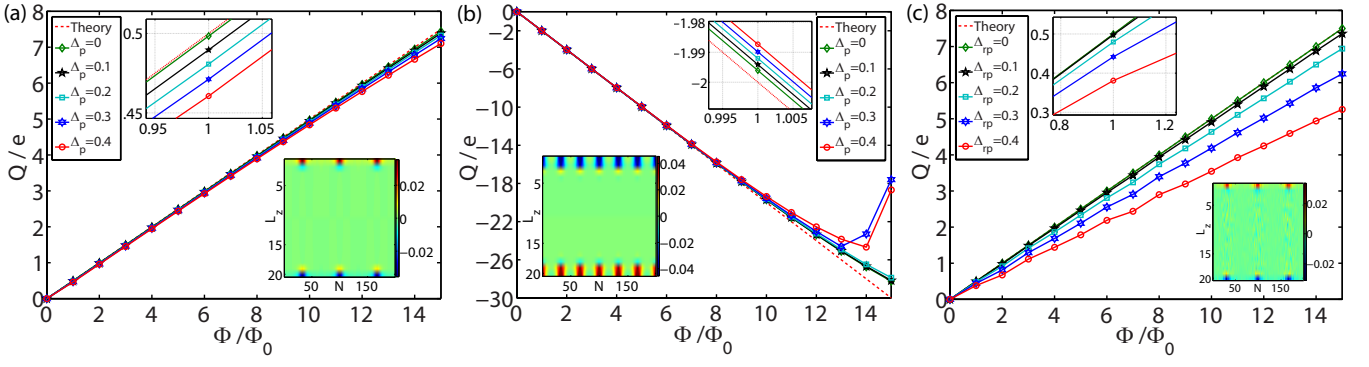 (a)
8
7
6
5
4
3
2
1
0
Q / e
Theory
Δp=0
Δp=0.1
Δp=0.2
Δp=0.3
Δp=0.4
0.5
.45
0.95
1
1.05
5
Lz
15
20
50 N 150
0.02
0
−0.02
0 2 4 6 8 10 12 14
Φ /Φ0
(b)
0
−3
−6
−10
−14
−18
−22
−26
−30
Q / e
−1.98
−1.99
−2
0.995 1 1.005
Theory
Δp=0
Δp=0.1
Δp=0.2
Δp=0.3
Δp=0.4
5
Lz
15
20
50 N 150
0.04
0.02
0
−0.02
−0.04
0 2 4 6 8 10 12 14
Φ /Φ0
(c)
8
7
6
5
4
3
2
1
0
Q / e
Theory
Δrp=0
Δrp=0.1
Δrp=0.2
Δrp=0.3
Δrp=0.4
0.5
0.4
0.3
0.8 1 1.2
5
Lz
15
20
50 N 150
0.02
0
−0.02
0 2 4 6 8 10 12 14
Φ /Φ0